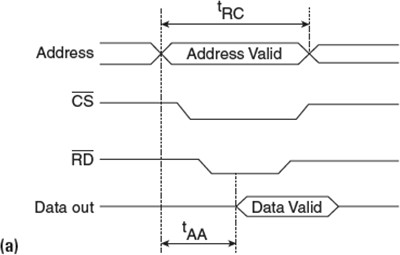 tRC
Address
Address Valid
CS
RD
Data out
Data Valid
tAA
(a)